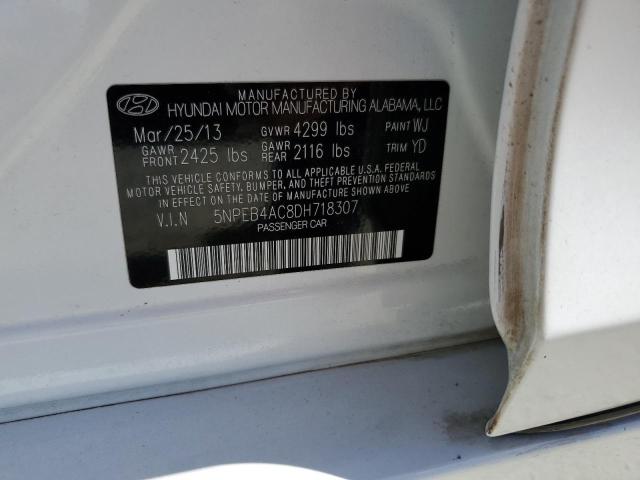 MANUFACTURED BY
HYUNDAI MOTOR MANUFACTURING ALABAMA, LLC
Mar/25/13 GVWR 4299 lbs PAINT WJ
GAWR FRONT 2425 lbs GAWR REAR 2116 lbs TRIM YD
THIS VEHICLE CONFORMS TO ALL APPLICABLE U.S.A. FEDERAL
MOTOR VEHICLE SAFETY, BUMPER, AND THEFT PREVENTION
STANDARDS IN EFFECT ON THE DATE OF MANUFACTURE SHOWN ABOVE.
V.I.N 5NPEB4AC8DH718307
PASSENGER CAR